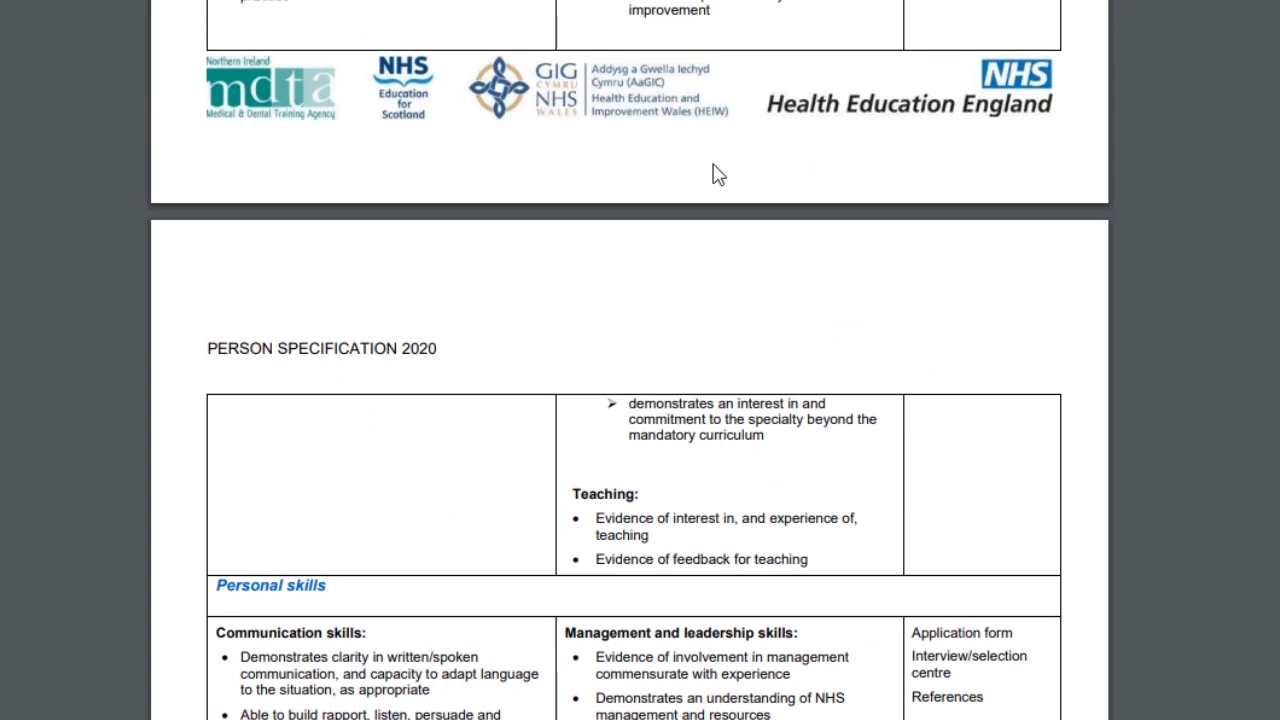 improvement
Northern Ireland
mdta
Medical & Dental Training Agency
NHS
Education
for
Scotland
GIG
CYMRU
NHS
WALES
Addysg a Gwella Iechyd
Cymru (AaGIC)
Health Education and
Improvement Wales (HEIW)
NHS
Health Education England
PERSON SPECIFICATION 2020
➢ demonstrates an interest in and
commitment to the specialty beyond the
mandatory curriculum
Teaching:
• Evidence of interest in, and experience of,
teaching
• Evidence of feedback for teaching
Personal skills
Communication skills:
• Demonstrates clarity in written/spoken
communication, and capacity to adapt language
to the situation, as appropriate
• Able to build rapport, listen, persuade and
Management and leadership skills:
• Evidence of involvement in management
commensurate with experience
• Demonstrates an understanding of NHS
management and resources
Application form
Interview/selection
centre
References